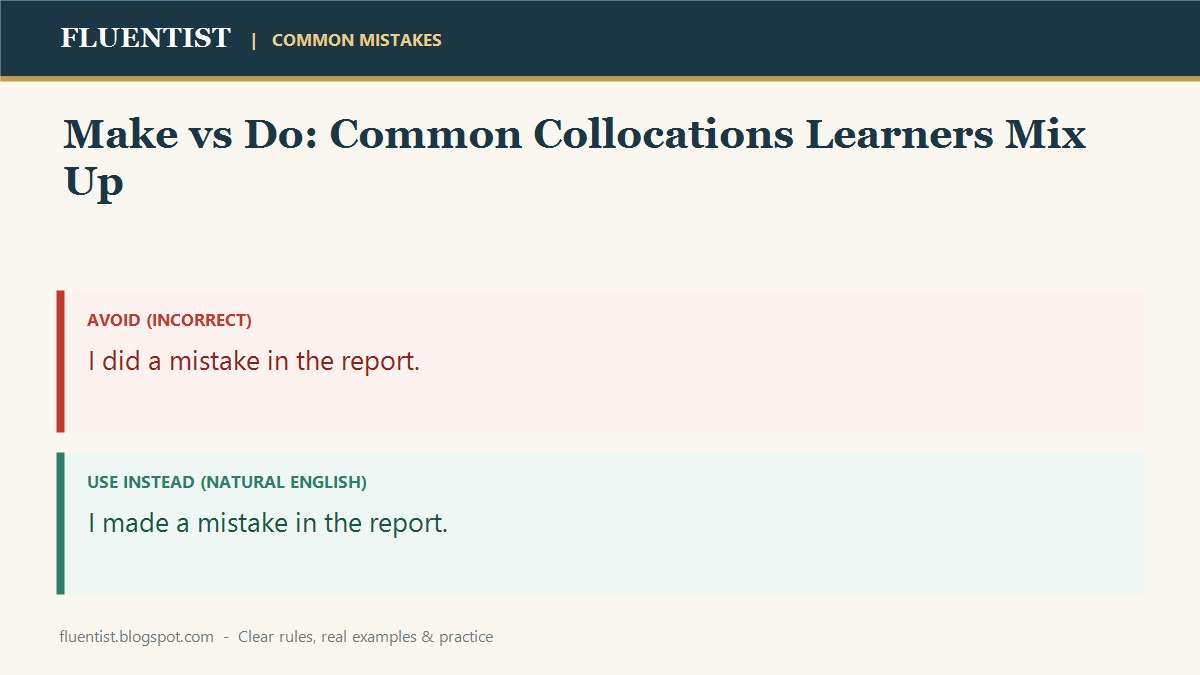 FLUENTIST | COMMON MISTAKES
Make vs Do: Common Collocations Learners Mix
Up
AVOID (INCORRECT)
I did a mistake in the report.
USE INSTEAD (NATURAL ENGLISH)
I made a mistake in the report.
fluentist.blogspot.com - Clear rules, real examples & practice